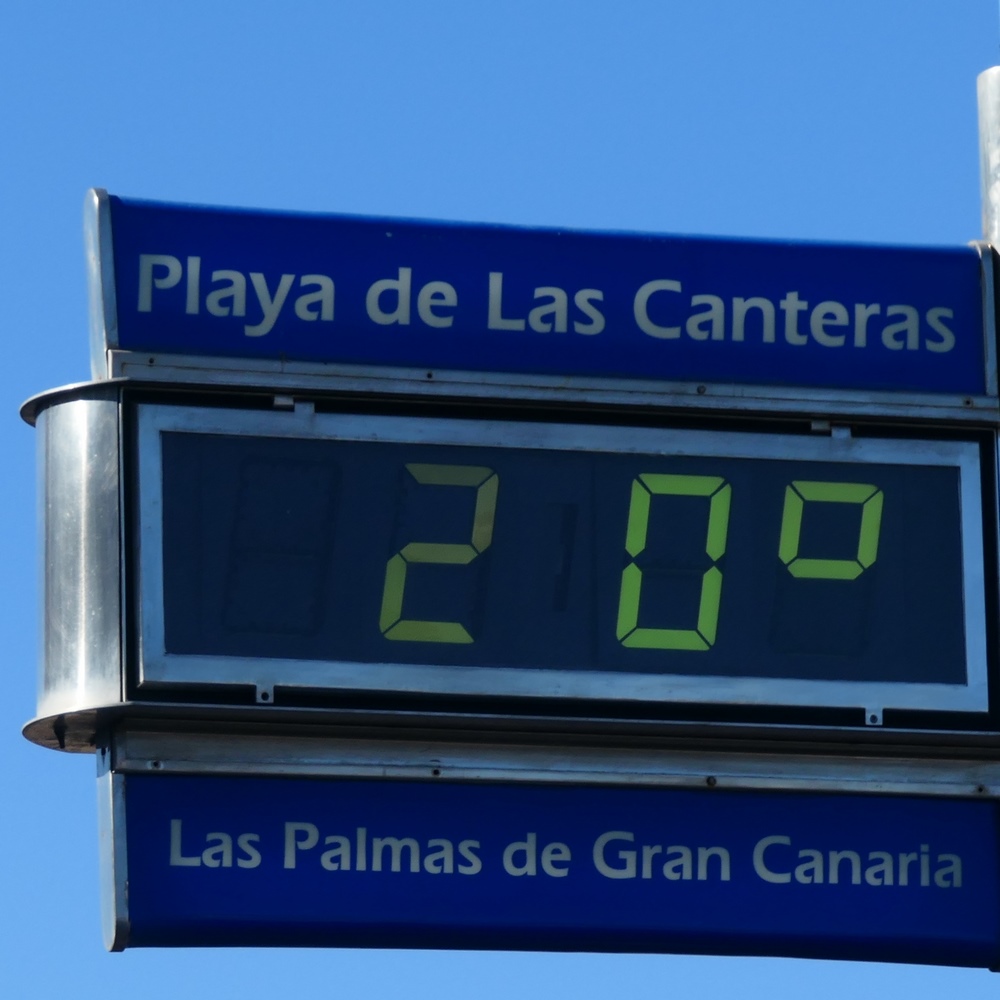 Playa de Las Canteras
20°
Las Palmas de Gran Canaria